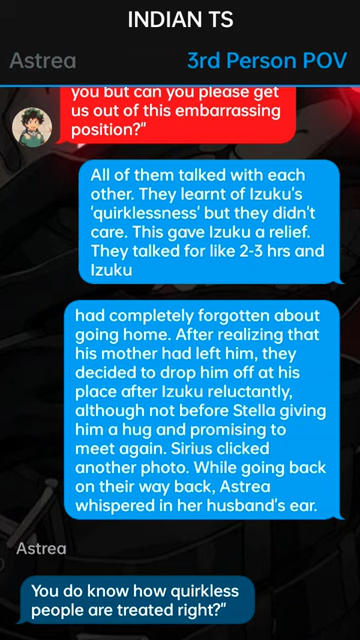 INDIAN TS
Astrea
3rd Person POV
you but can you please get
us out of this embarrassing
position?"
All of them talked with each
other. They learnt of Izuku's
'quirklessness' but they didn't
care. This gave Izuku a relief.
They talked for like 2-3 hrs and
Izuku
had completely forgotten about
going home. After realizing that
his mother had left him, they
decided to drop him off at his
place after Izuku reluctantly,
although not before Stella giving
him a hug and promising to
meet again. Sirius clicked
another photo. While going back
on their way back, Astrea
whispered in her husband's ear.
Astrea
You do know how quirkless
people are treated right?"